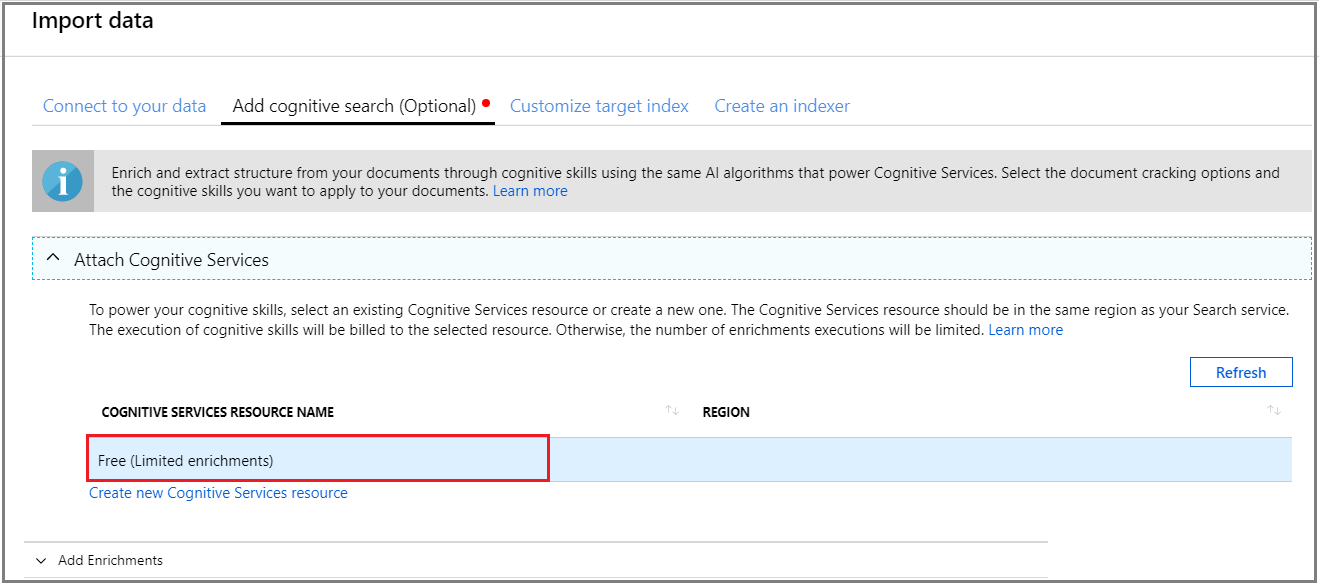 Import data
Connect to your data
Add cognitive search (Optional)
Customize target index
Create an indexer
Enrich and extract structure from your documents through cognitive skills using the same AI algorithms that power Cognitive Services. Select the document cracking options and
the cognitive skills you want to apply to your documents. Learn more
Attach Cognitive Services
To power your cognitive skills, select an existing Cognitive Services resource or create a new one. The Cognitive Services resource should be in the same region as your Search service.
The execution of cognitive skills will be billed to the selected resource. Otherwise, the number of enrichments executions will be limited. Learn more
Refresh
COGNITIVE SERVICES RESOURCE NAME
REGION
Free (Limited enrichments)
Create new Cognitive Services resource
Add Enrichments